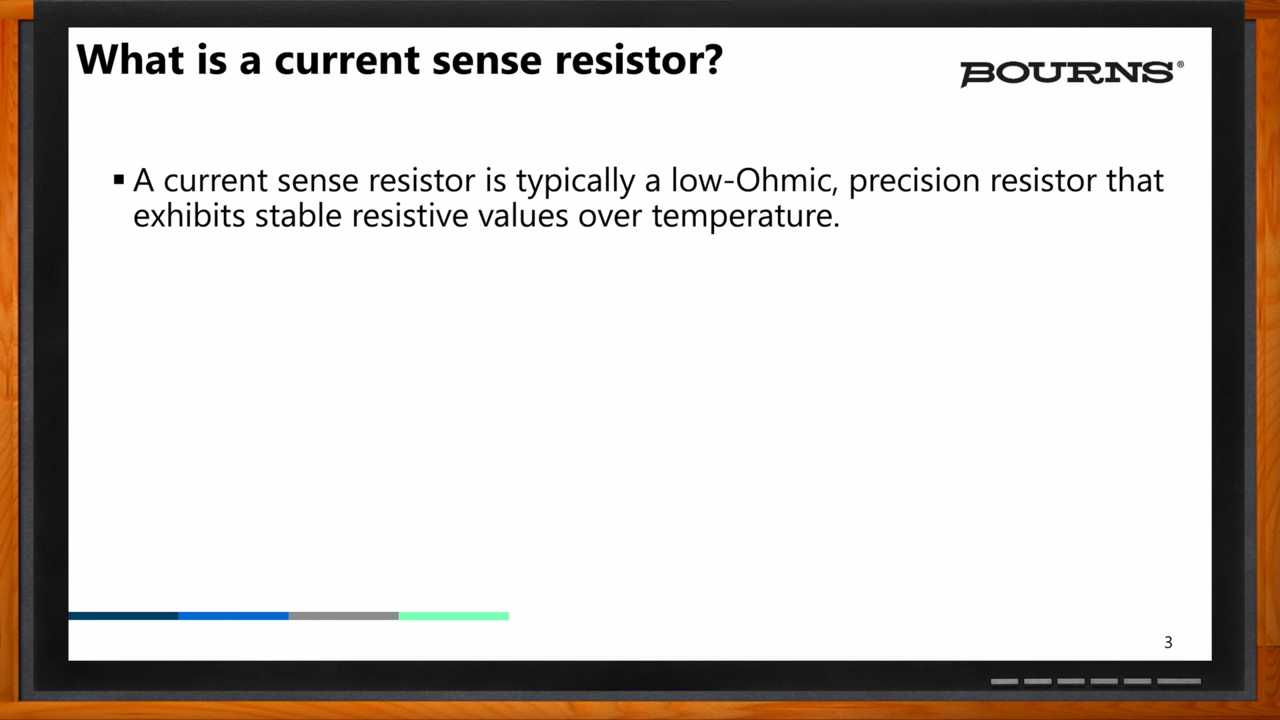 What is a current sense resistor?
BOURNS®
▪ A current sense resistor is typically a low-Ohmic, precision resistor that
exhibits stable resistive values over temperature.
3